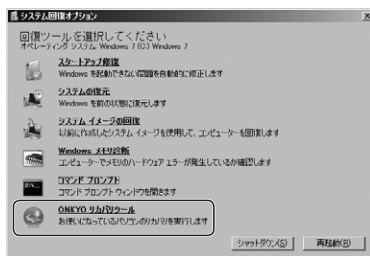 システム回復オプション
回復ツールを選択してください
オペレーティング システム: Windows 7 (C:) Windows 7
スタートアップ修復
Windows を起動できない問題を自動的に修正します
システムの復元
Windows を前の状態に復元します
システム イメージの回復
以前に作成したシステム イメージを使用して、コンピューターを回復します
Windows メモリ診断
コンピューターでメモリのハードウェア エラーが発生しているか確認します
コマンド プロンプト
コマンド プロンプト ウィンドウを開きます
ONKYO リカバリツール
お使いになっているパソコンのリカバリを実行します
シャットダウン(S)
再起動(R)